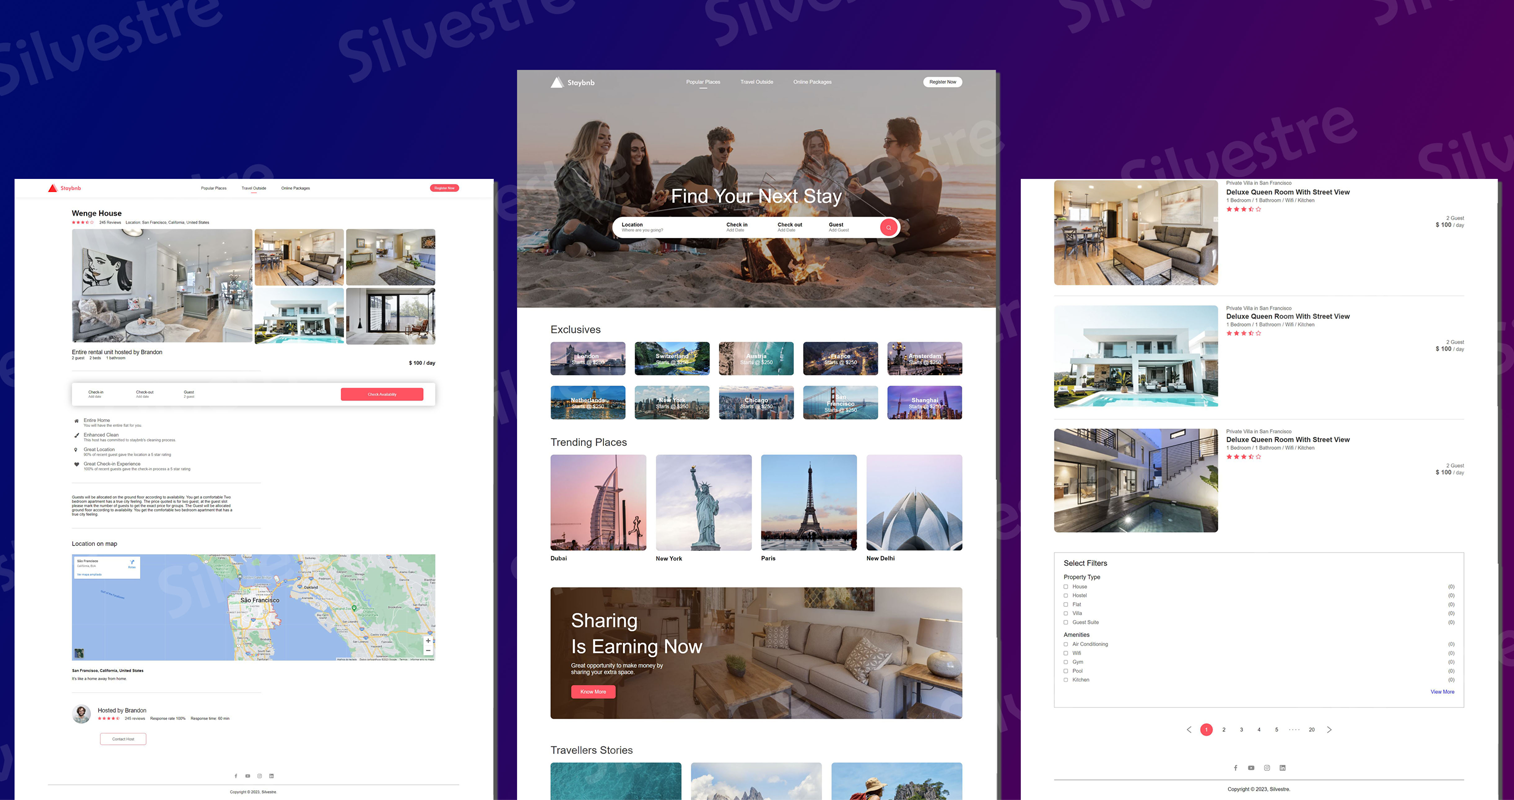 Silvestre
Silvestre
Silvestre
Silvestre
Silvestre
Staybnb
Popular Places
Travel Outside
Online Packages
Register Now
Wenge House
245 Reviews
Location: San Francisco, California, United States
Entire rental unit hosted by Brandon
2 guest 2 beds 1 bathroom
$ 100 / day
Check-in
Add date
Check-out
Add date
Guest
2 guest
Check Availability
Entire Home
You will have the entire flat for you.
Enhanced Clean
This host has committed to staybnb's cleaning process.
Great Location
90% of recent guest gave the location a 5 star rating
Great Check-in Experience
100% of recent guests gave the check-in process a 5 star rating
Guests will be allocated on the ground floor according to availability. You get a comfortable Two
bedroom apartment has a true city feeling. The price quoted is for two guest, at the guest slot
please mark the number of guests to get the exact price for groups. The Guest will be allocated
ground floor according to availability. You get the comfortable two bedroom apartment that has a
true city feeling
Location on map
São Francisco
Oakland
São Francisco
San Francisco, California, United States
It's like a home away from home.
Hosted by Brandon
245 reviews Response rate 100% Response time: 60 min
Contact Host
Copyright © 2023, Silvestre
Staybnb
Popular Places
Travel Outside
Online Packages
Register Now
Find Your Next Stay
Location
Where are you going?
Check in
Add Date
Check out
Add Date
Guest
Add Guest
Exclusives
London
Starts @ $250
Switzerland
Starts @ $250
Austria
Starts @ $250
France
Starts @ $250
Amsterdam
Starts @ $250
Netherlands
Starts @ $250
New York
Starts @ $250
Chicago
Starts @ $250
San
Francisco
Starts @ $250
Shanghai
Starts @ $250
Trending Places
Dubai
New York
Paris
New Delhi
Sharing
Is Earning Now
Great opportunity to make money by
sharing your extra space.
Know More
Travellers Stories
Private Villa in San Francisco
Deluxe Queen Room With Street View
1 Bedroom / 1 Bathroom / Wifi / Kitchen
2 Guest
$ 100 / day
Private Villa in San Francisco
Deluxe Queen Room With Street View
1 Bedroom / 1 Bathroom / Wifi / Kitchen
2 Guest
$ 100 / day
Private Villa in San Francisco
Deluxe Queen Room With Street View
1 Bedroom / 1 Bathroom / Wifi / Kitchen
2 Guest
$ 100 / day
Select Filters
Property Type
House (0)
Hostel (0)
Flat (0)
Villa (0)
Guest Suite (0)
Amenities
Air Conditioning (0)
Wifi (0)
Gym (0)
Pool (0)
Kitchen (0)
View More
1 2 3 4 5 ···· 20
Copyright © 2023, Silvestre.